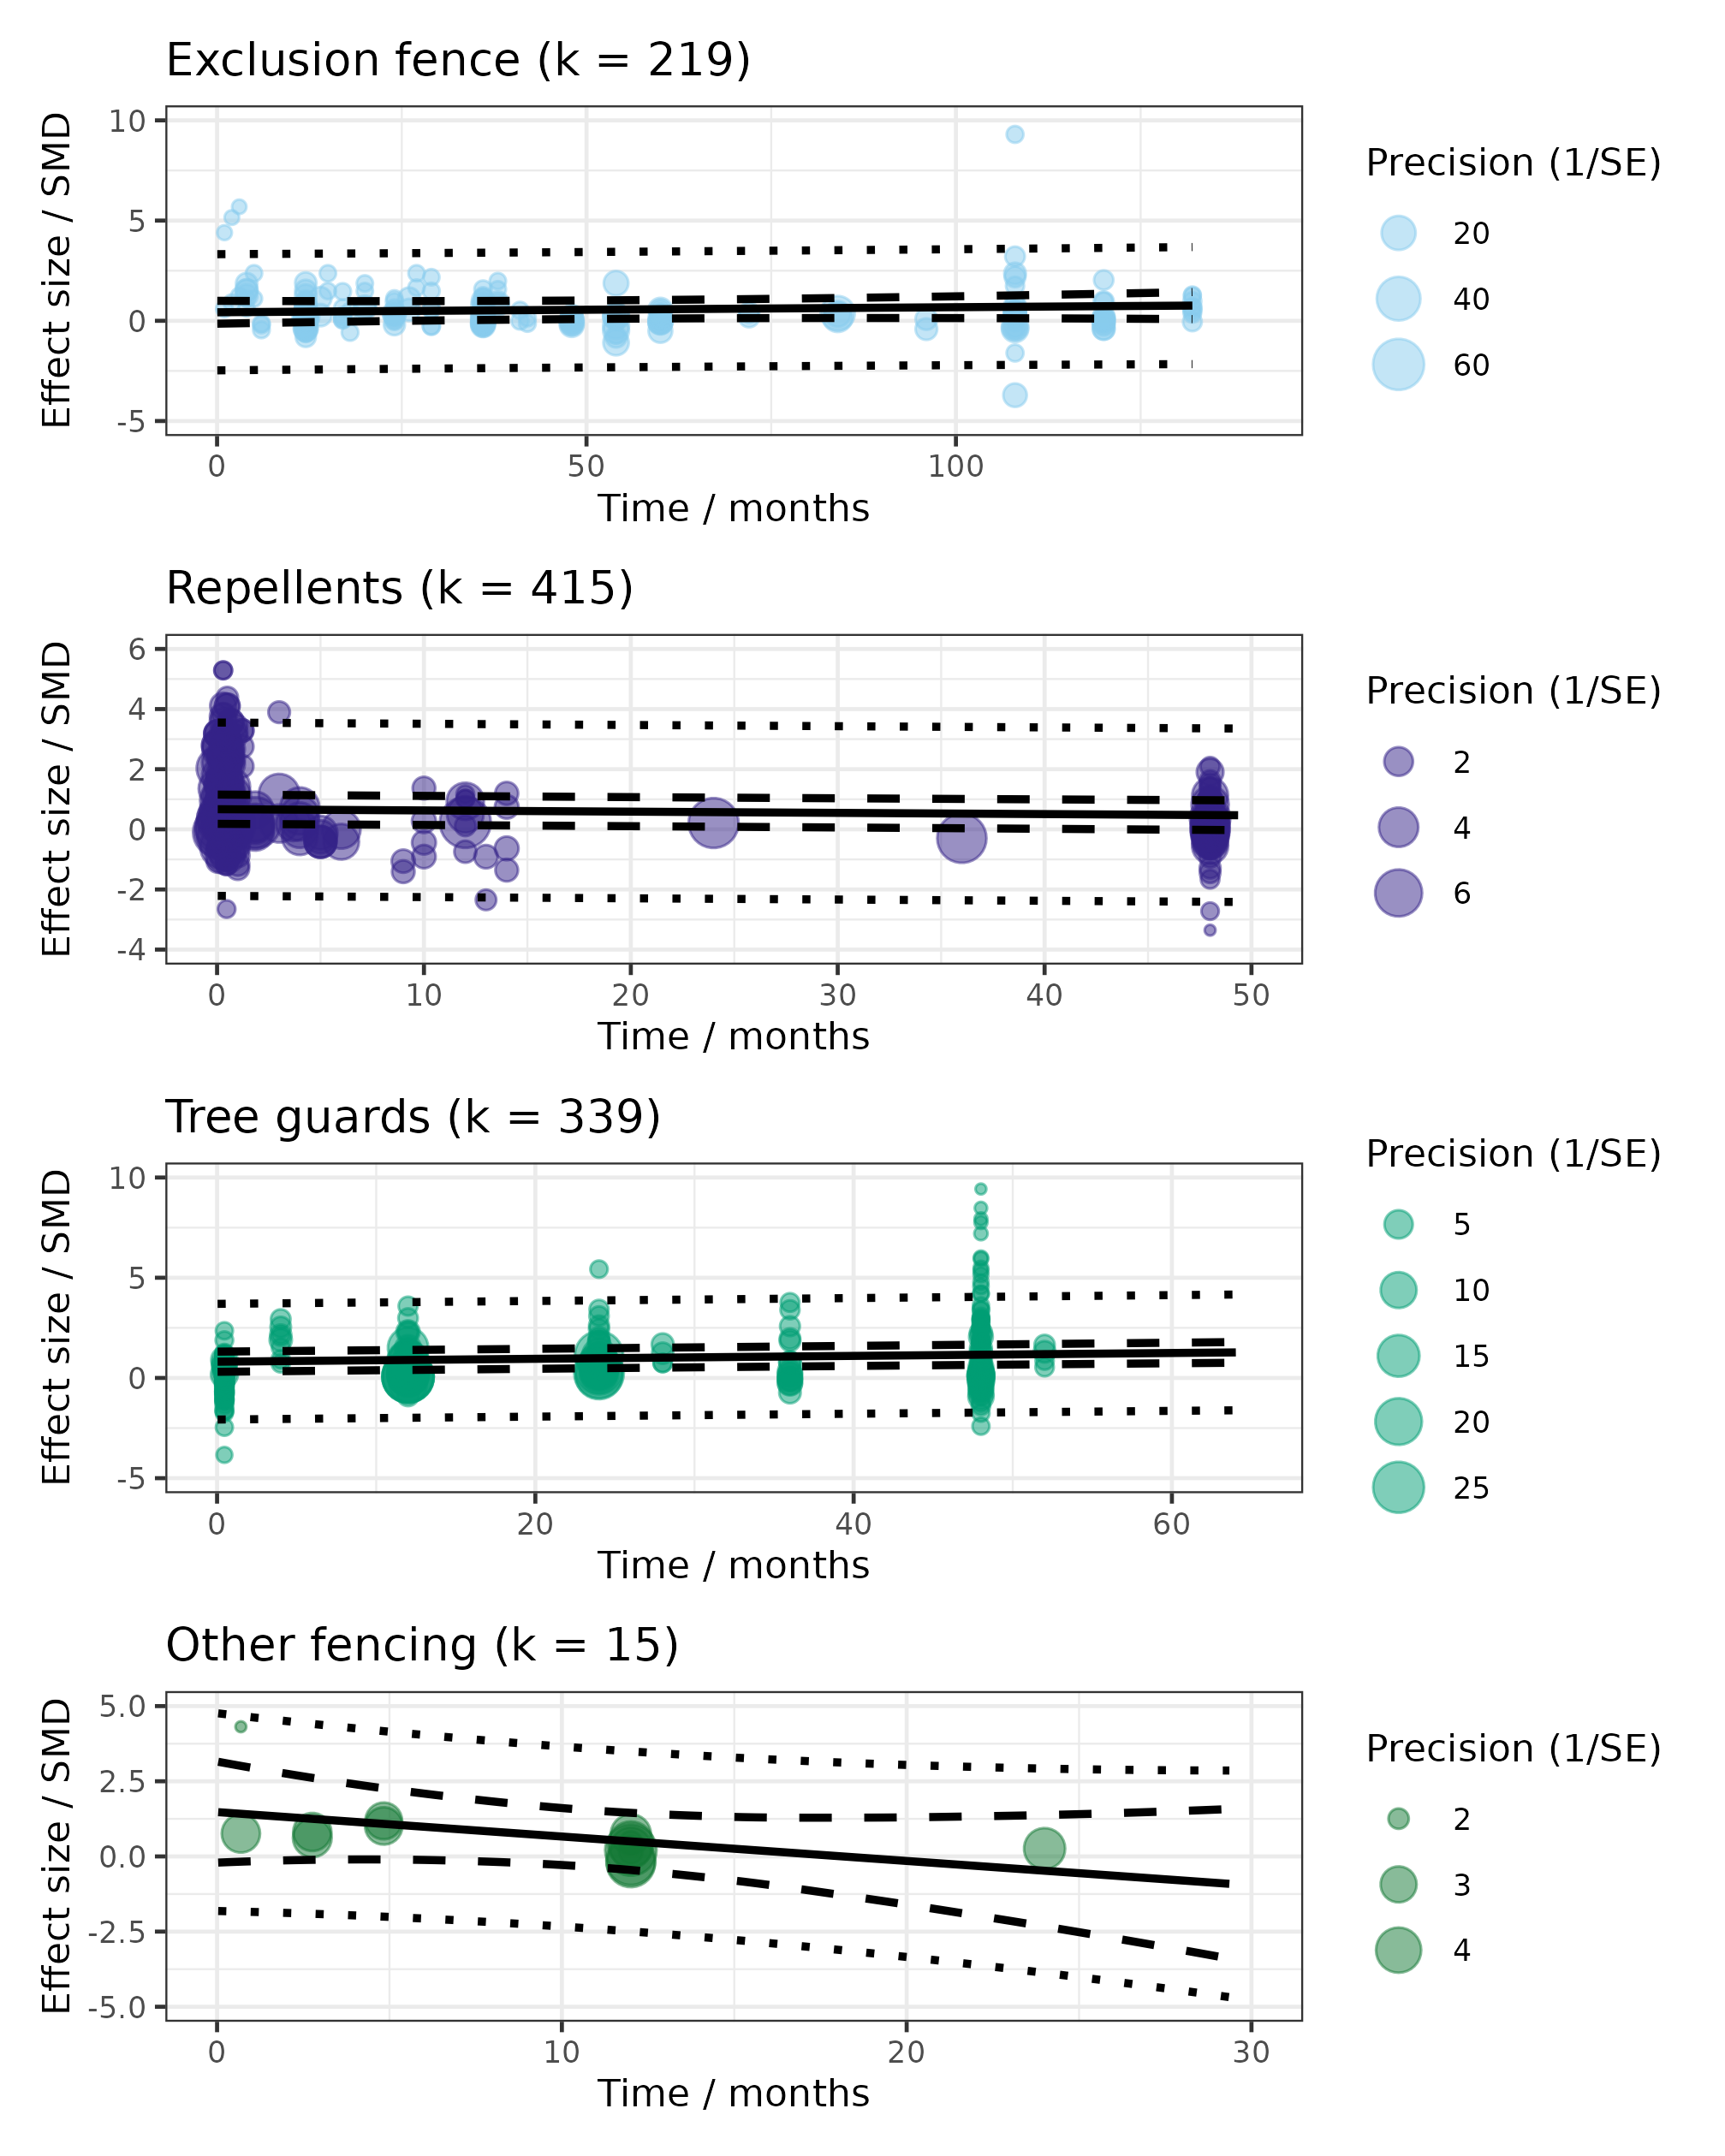 Exclusion fence (k = 219)
Effect size / SMD
10
5
0
-5
0 50 100
Time / months
Precision (1/SE)
20
40
60
Repellents (k = 415)
Effect size / SMD
6
4
2
0
-2
-4
0 10 20 30 40 50
Time / months
Precision (1/SE)
2
4
6
Tree guards (k = 339)
Effect size / SMD
10
5
0
-5
0 20 40 60
Time / months
Precision (1/SE)
5
10
15
20
25
Other fencing (k = 15)
Effect size / SMD
5.0
2.5
0.0
-2.5
-5.0
0 10 20 30
Time / months
Precision (1/SE)
2
3
4